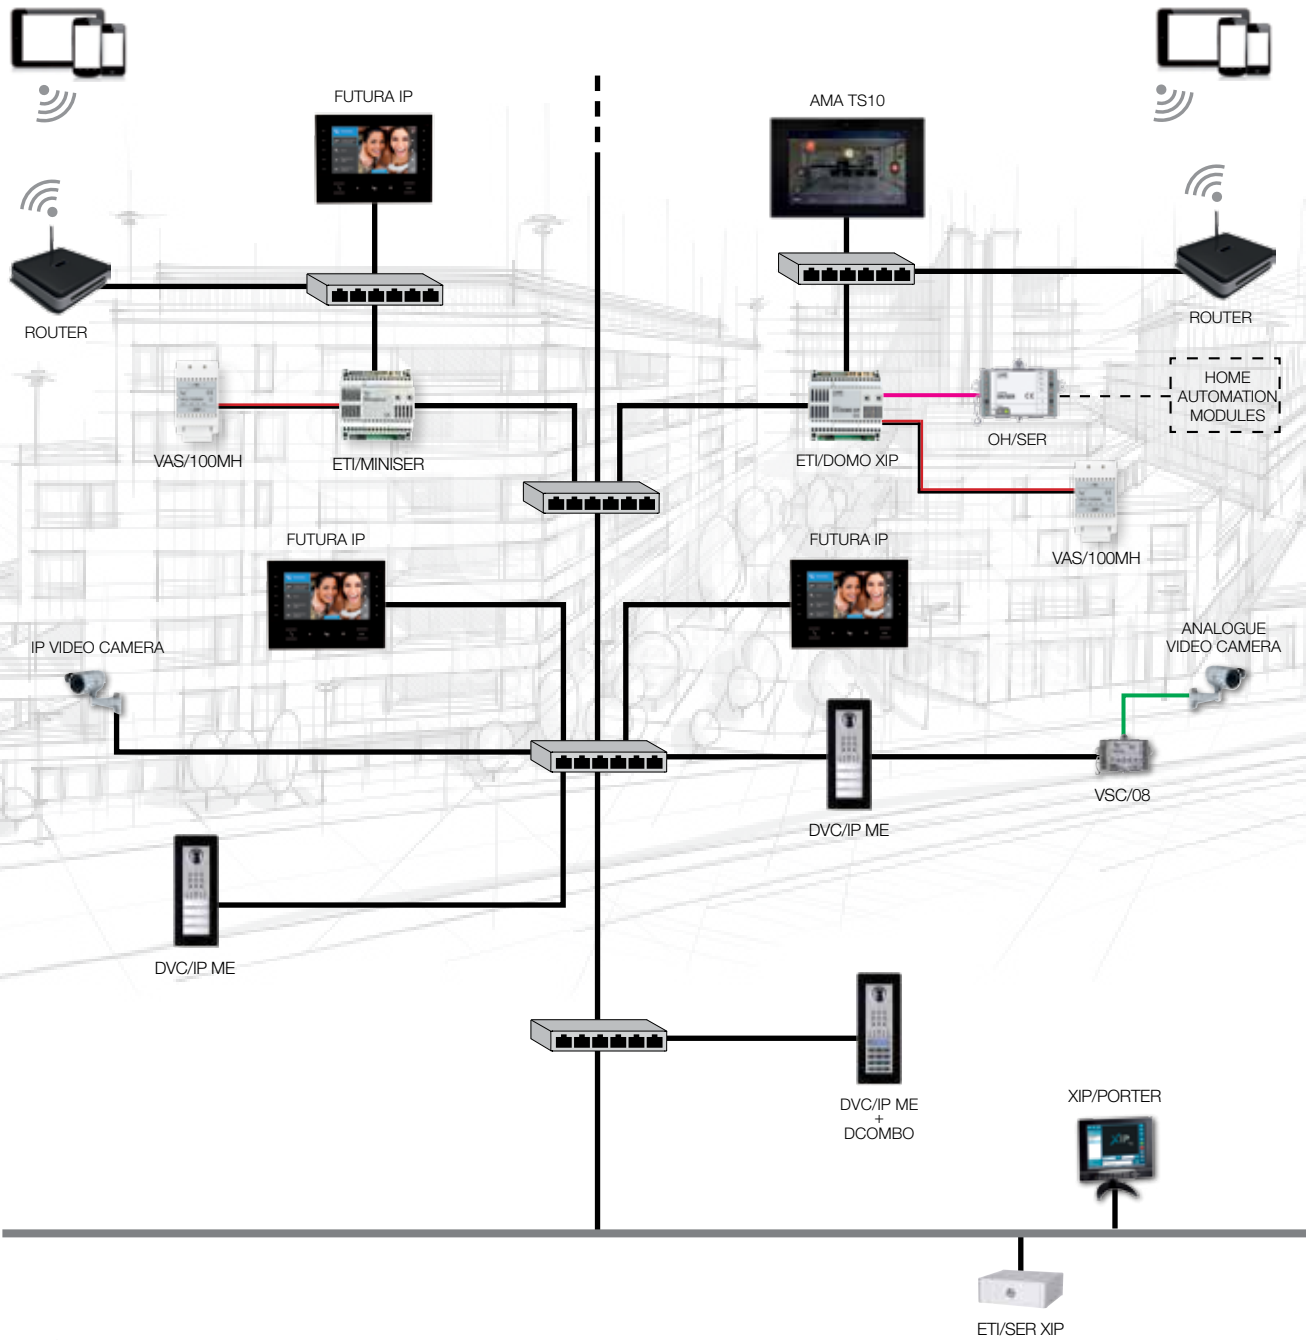 FUTURA IP
AMA TS10
ROUTER
ROUTER
HOME
AUTOMATION
MODULES
VAS/100MH
ETI/MINISER
ETI/DOMO XIP
OH/SER
VAS/100MH
FUTURA IP
FUTURA IP
IP VIDEO CAMERA
ANALOGUE
VIDEO CAMERA
VSC/08
DVC/IP ME
DVC/IP ME
DVC/IP ME
+
DCOMBO
XIP/PORTER
XIP
ETI/SER XIP